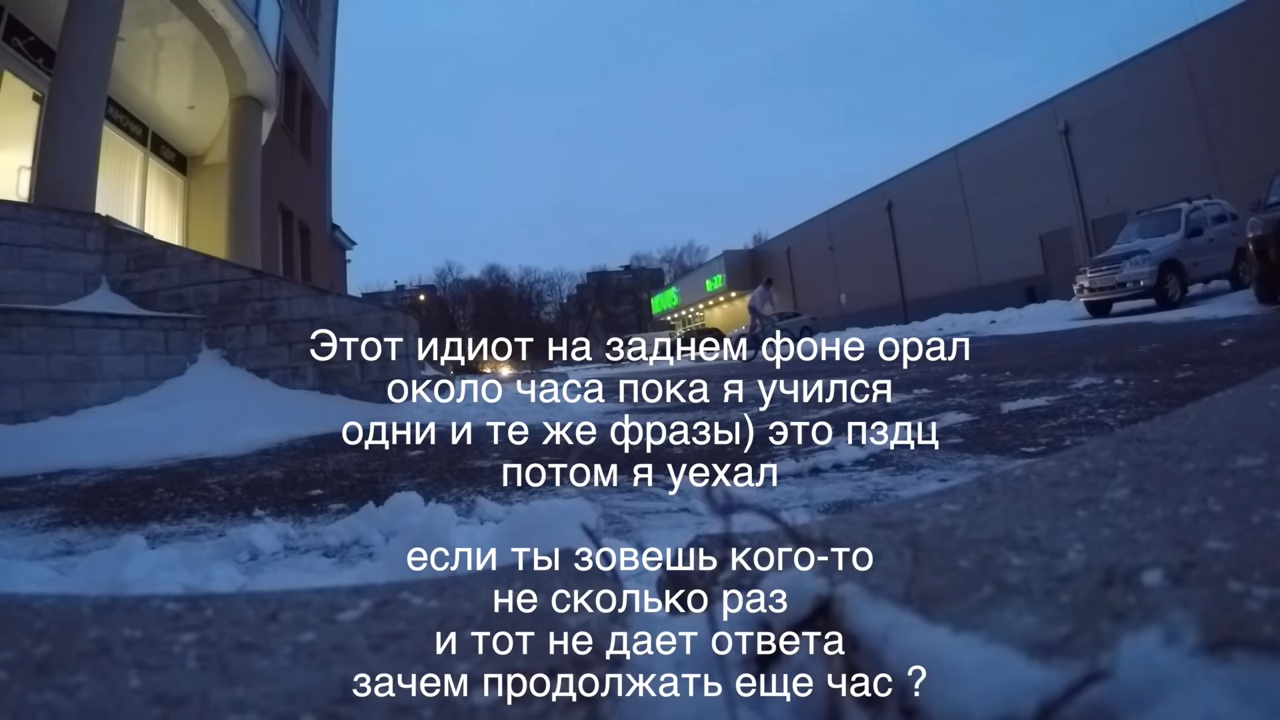 Этот идиот на заднем фоне орал
около часа пока я учился
одни и те же фразы) это пздц
потом я уехал
если ты зовешь кого-то
не сколько раз
и тот не дает ответа
зачем продолжать еще час ?